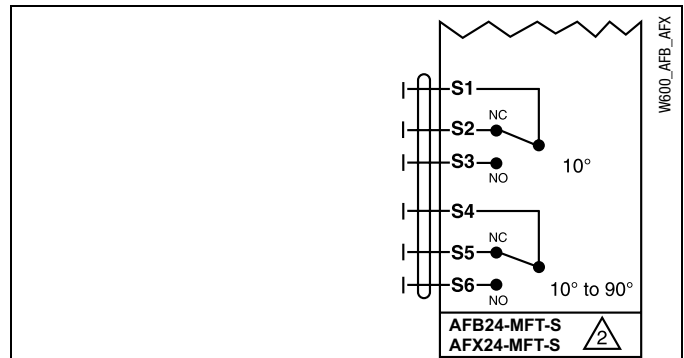 W600_AFB_AFX
S1
S2 NC
S3 NO
10°
S4
S5 NC
S6 NO
10° to 90°
AFB24-MFT-S
AFX24-MFT-S
2